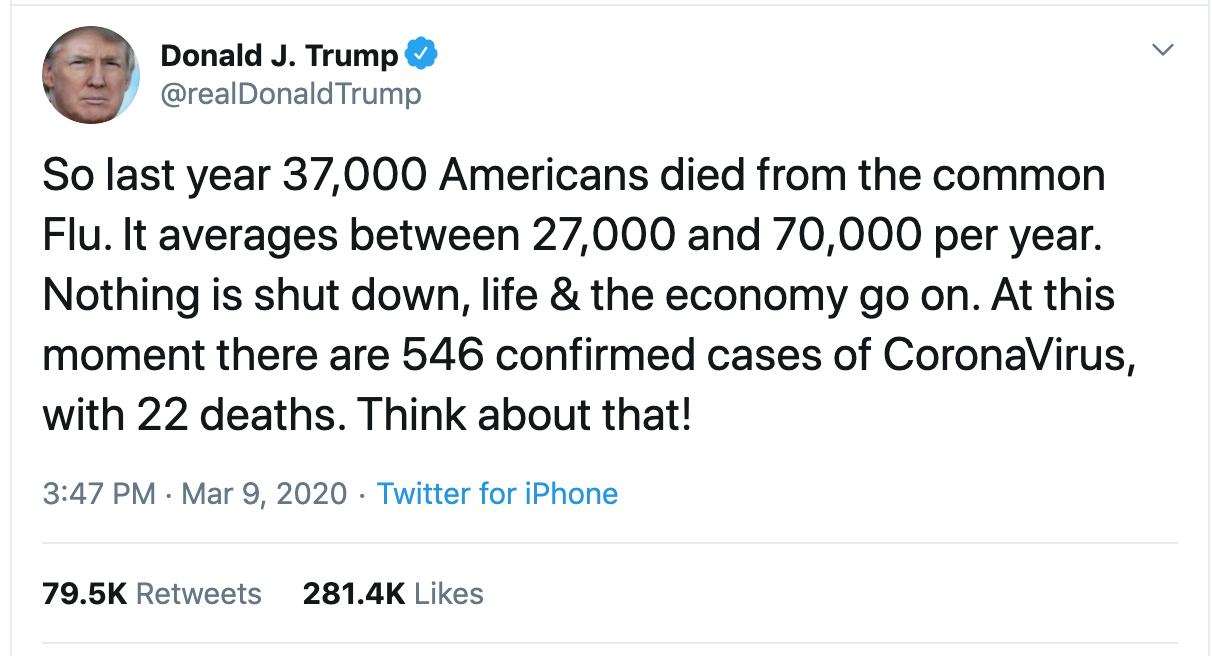 Donald J. Trump
@realDonaldTrump
So last year 37,000 Americans died from the common
Flu. It averages between 27,000 and 70,000 per year.
Nothing is shut down, life & the economy go on. At this
moment there are 546 confirmed cases of CoronaVirus,
with 22 deaths. Think about that!
3:47 PM · Mar 9, 2020 · Twitter for iPhone
79.5K Retweets 281.4K Likes